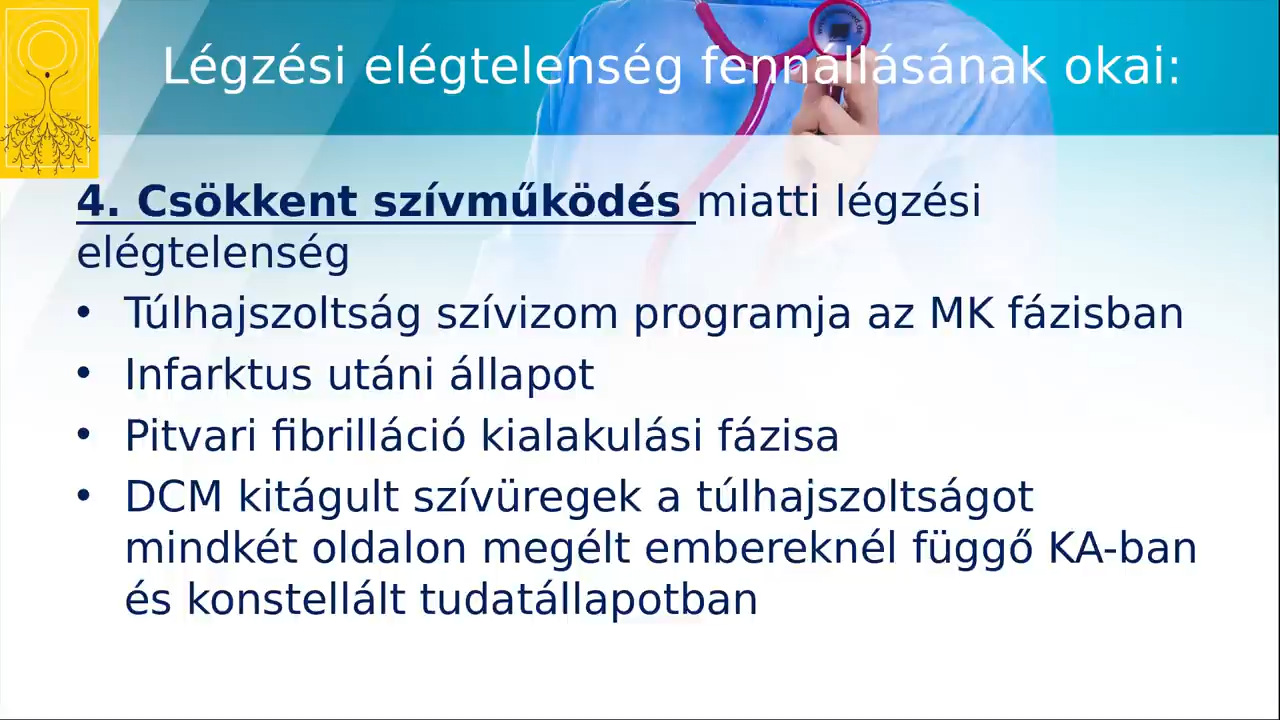 Légzési elégtelenség fennállásának okai:
4. Csökkent szívműködés miatti légzési
elégtelenség
• Túlhajszoltság szívizom programja az MK fázisban
• Infarktus utáni állapot
• Pitvari fibrilláció kialakulási fázisa
• DCM kitágult szívüregek a túlhajszoltságot
mindkét oldalon megélt embereknél függő KA-ban
és konstellált tudatállapotban